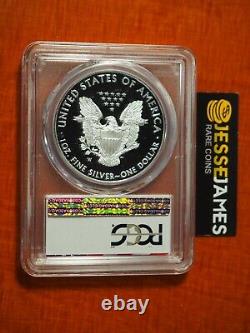 UNITED STATES OF AMERICA
1 OZ. FINE SILVER~ONE DOLLAR
PCGS
JESSE JAMES
RARE COINS